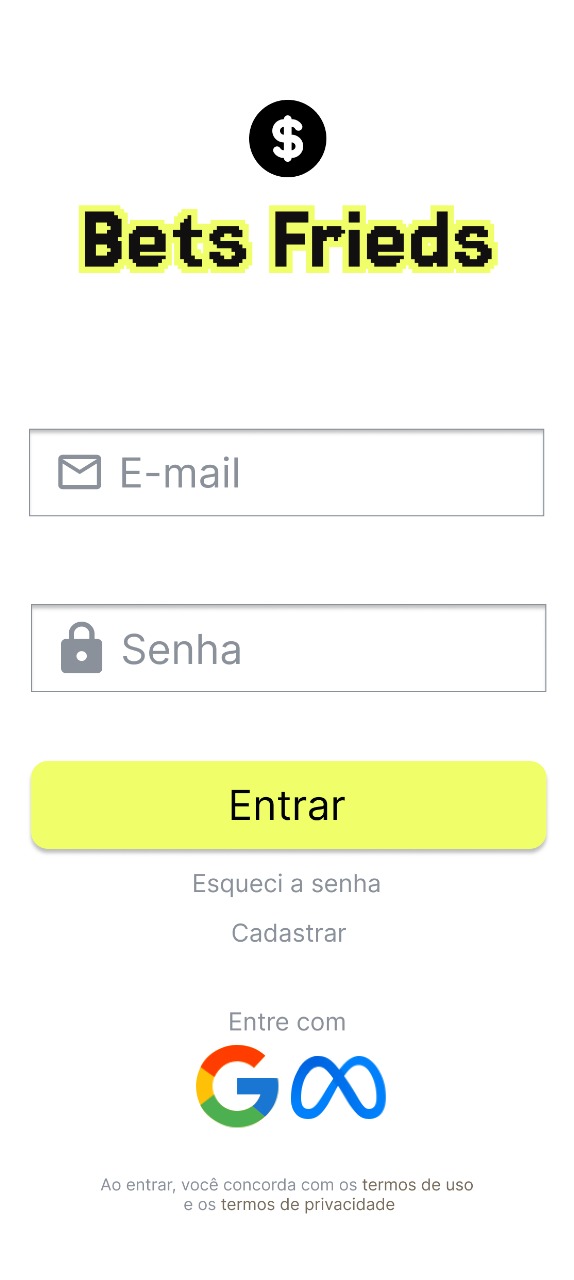 $
Bets Frieds
E-mail
Senha
Entrar
Esqueci a senha
Cadastrar
Entre com
Ao entrar, você concorda com os termos de uso
e os termos de privacidade